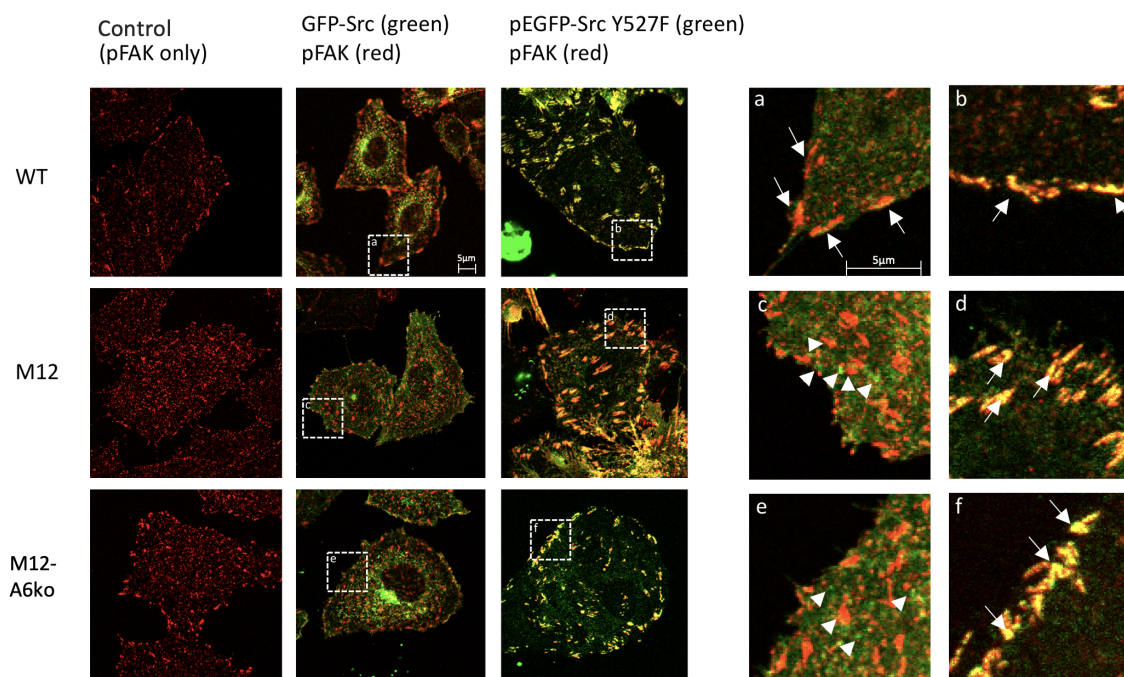 Control
(pFAK only)
GFP-Src (green)
pFAK (red)
pEGFP-Src Y527F (green)
pFAK (red)
WT
a
5μm
b
a
5μm
b
M12
c
d
c
d
M12-
A6ko
e
f
e
f